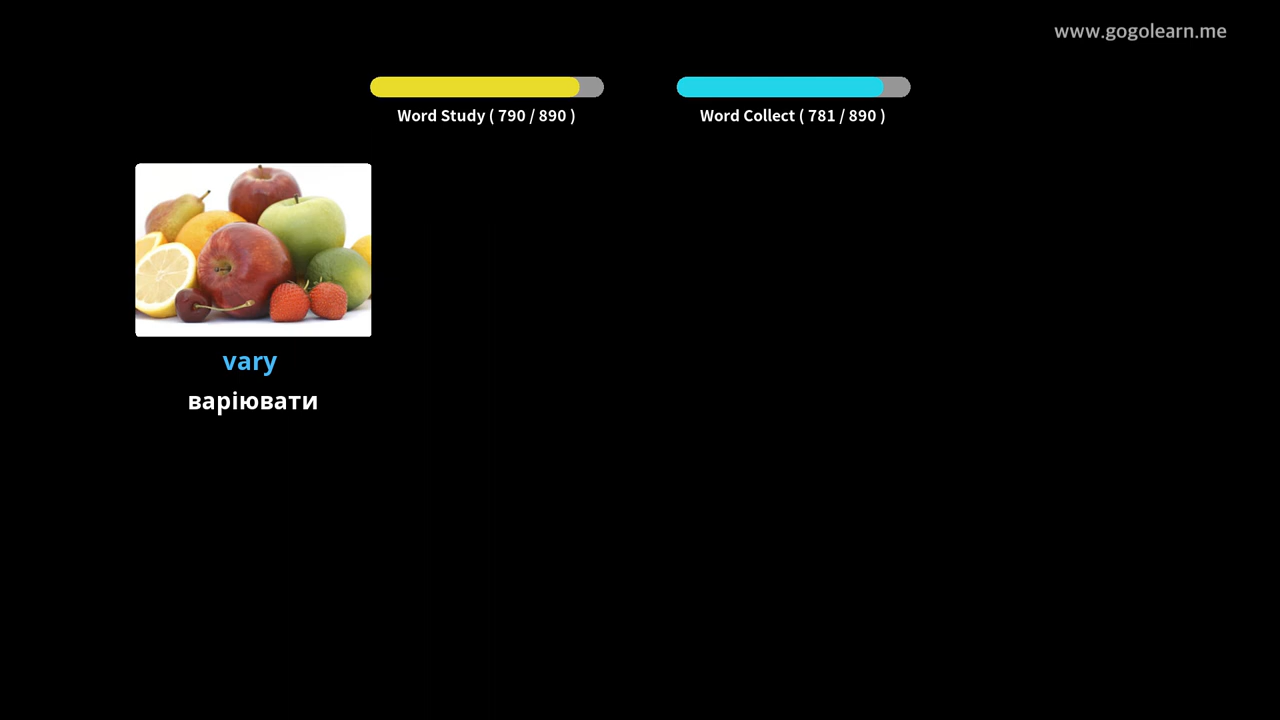 www.gogolearn.me
Word Study ( 790 / 890 )
Word Collect ( 781 / 890 )
vary
варіювати